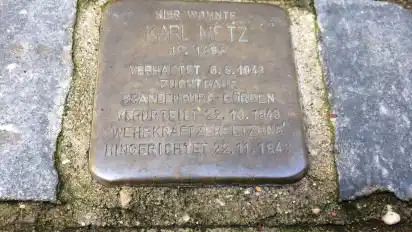 HIER WOHNTE
KARL METZ
JG. 1893
VERHAFTET 8.6.1943
ZUCHTHAUS
BRANDENBURG-GÖRDEN
VERURTEILT 22.10.1943
WEHRKRAFTZERSETZUNG
HINGERICHTET 22.11.1943